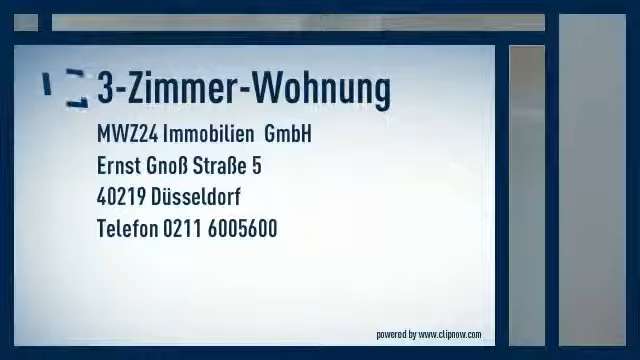 3-Zimmer-Wohnung
MWZ24 Immobilien GmbH
Ernst Gnoß Straße 5
40219 Düsseldorf
Telefon 0211 6005600
powered by www.clipnow.com